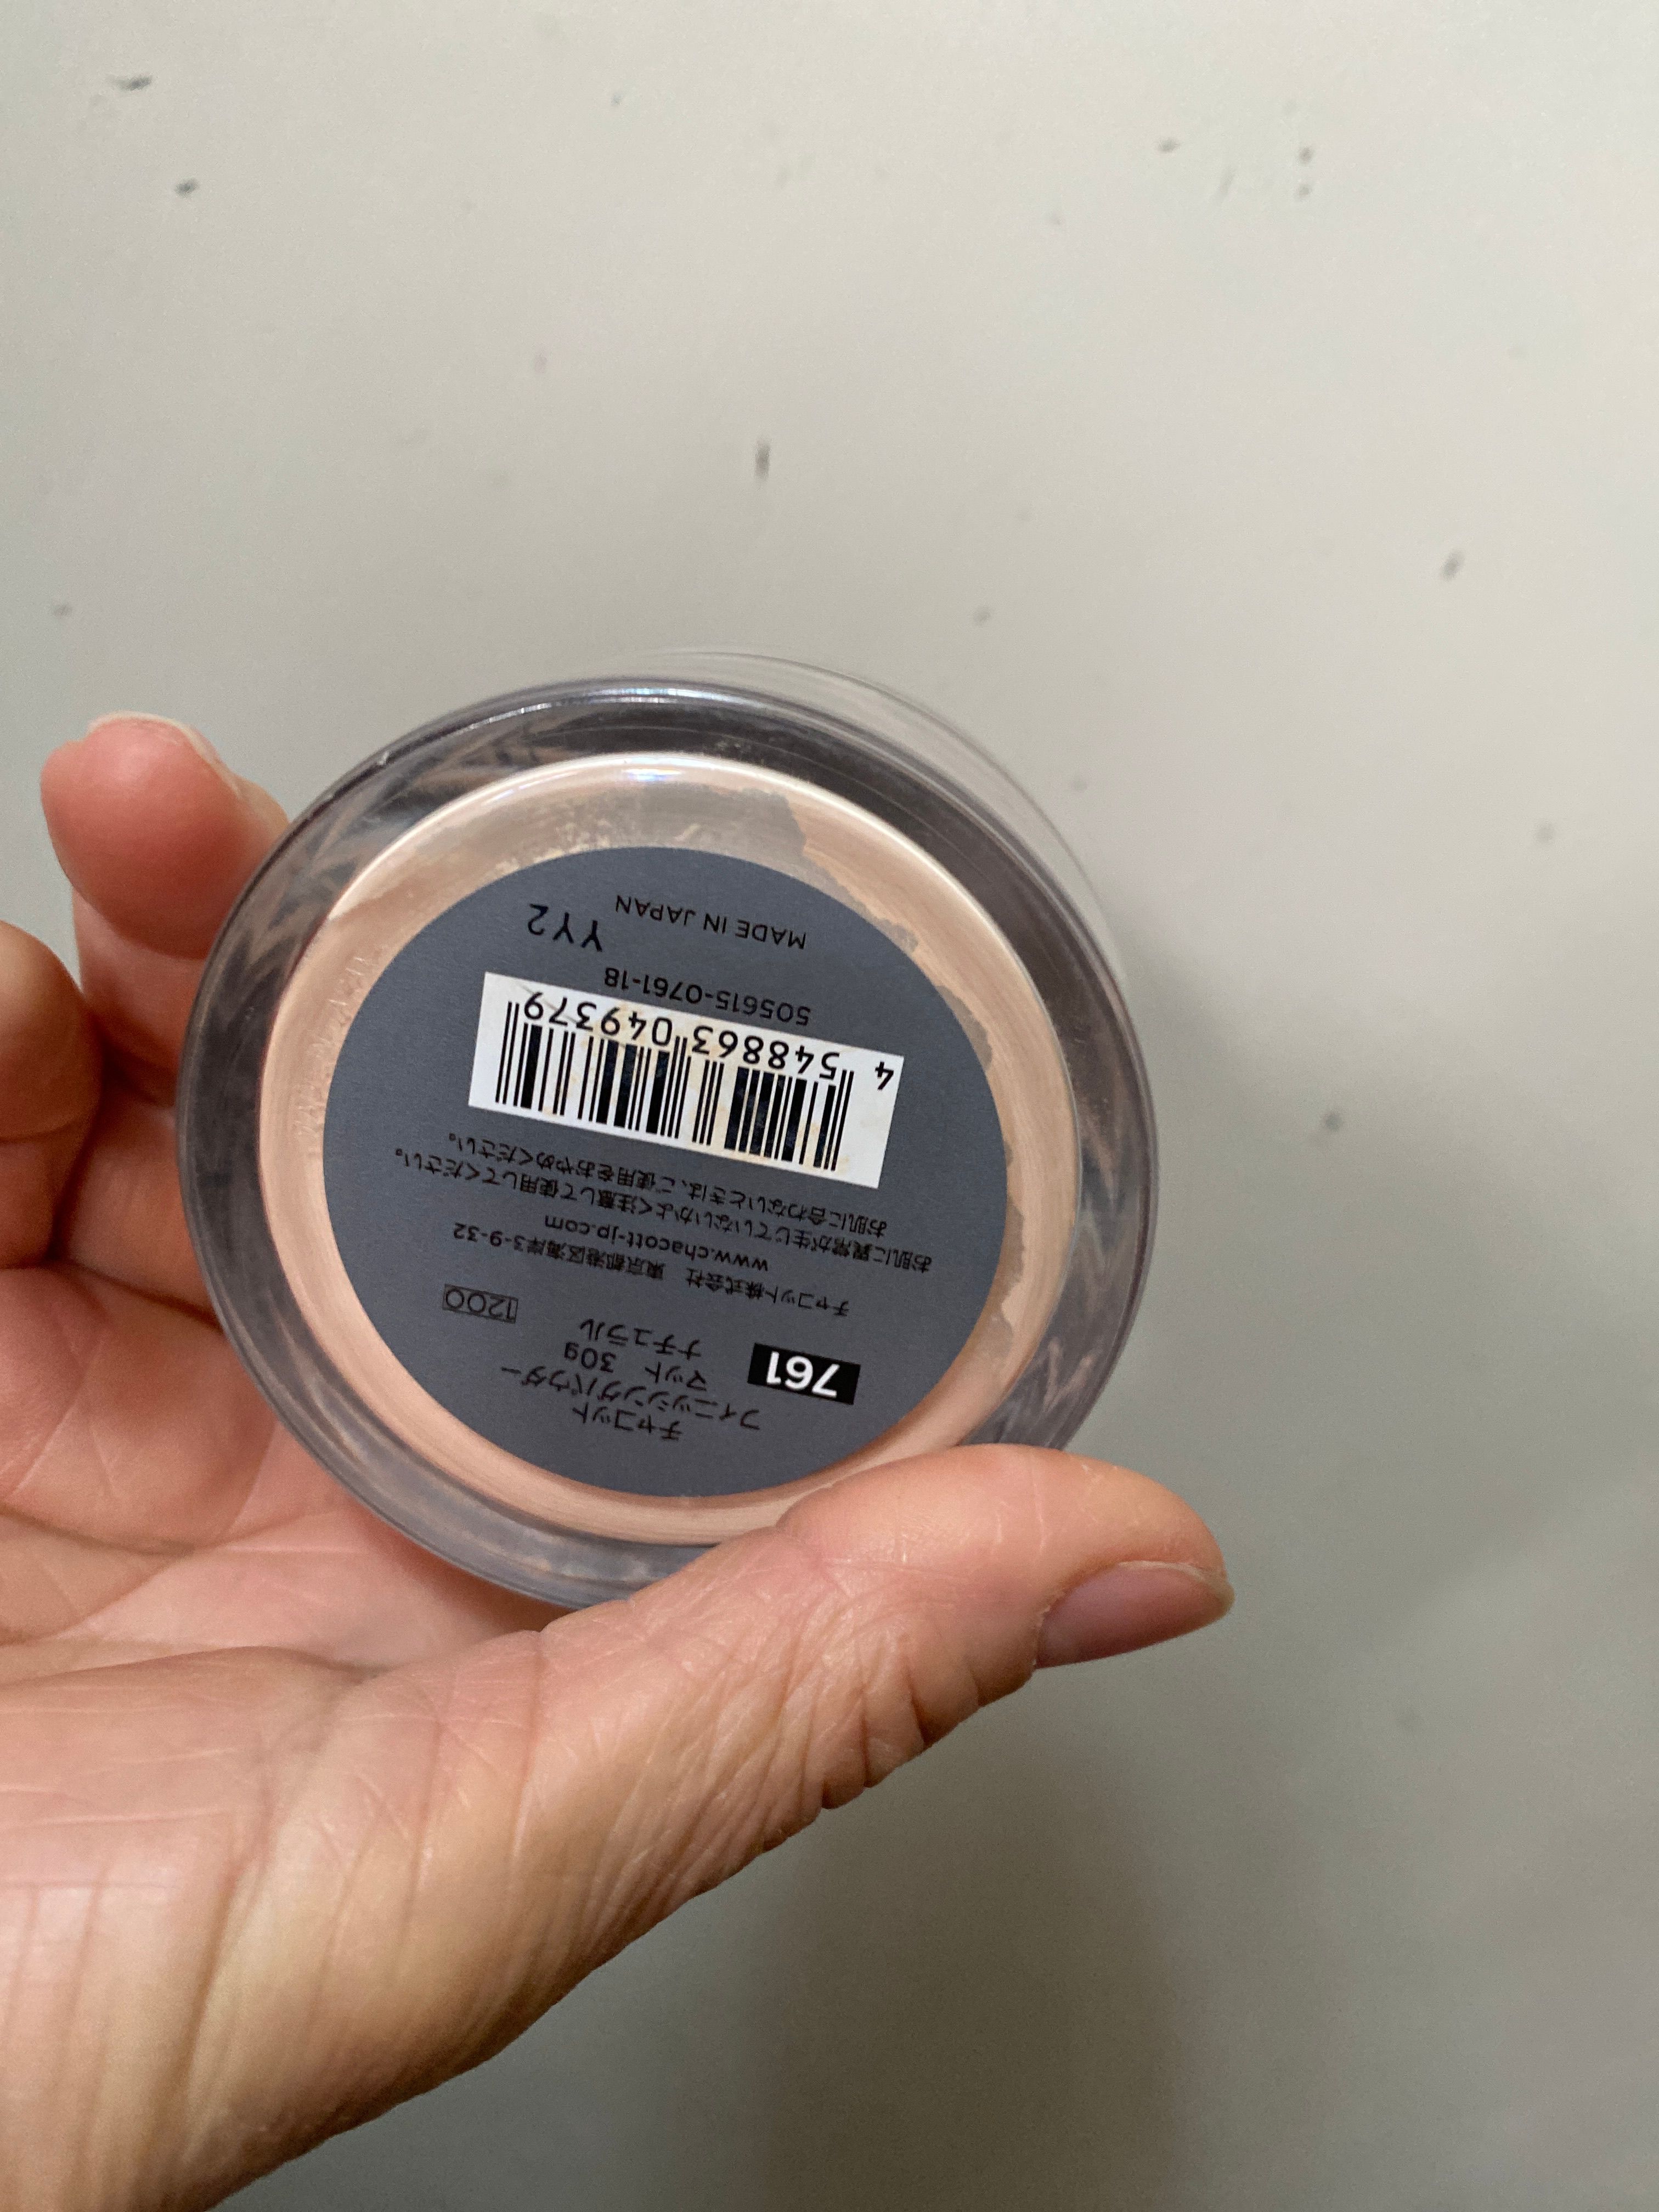 チャコット
フィニッシングパウダー
761 マット 30g
ナチュラル
1200
チャコット株式会社 東京都港区海岸3-9-32
www.chacott-jp.com
お肌に異常が生じていないかよく注意して使用してください。
お肌に合わないときは、ご使用をおやめください。
4 548863 049379
505615-0761-18
MADE IN JAPAN
YY2